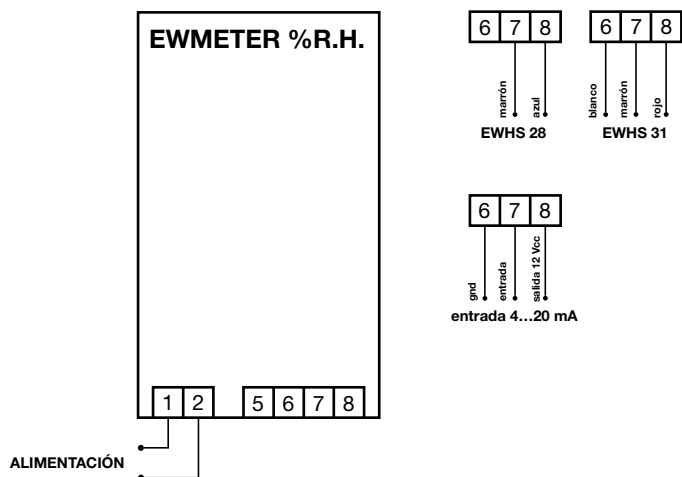 EWMETER %R.H.
1 2 5 6 7 8
ALIMENTACIÓN
6 7 8
marrón
azul
EWHS 28
6 7 8
blanco
marrón
rojo
EWHS 31
6 7 8
gnd
entrada
salida 12 Vcc
entrada 4...20 mA